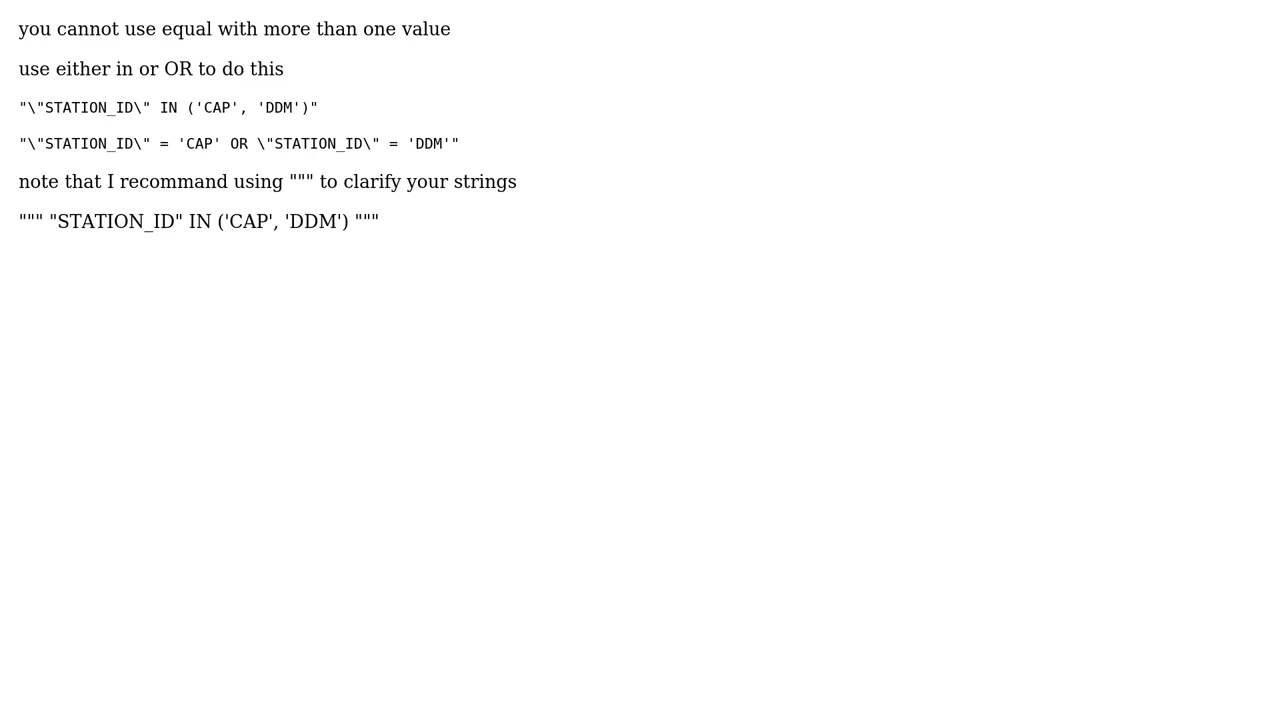 you cannot use equal with more than one value
use either in or OR to do this
"\"STATION_ID\" IN ('CAP', 'DDM')"
"\"STATION_ID\" = 'CAP' OR \"STATION_ID\" = 'DDM'"
note that I recommand using """ to clarify your strings
""" "STATION_ID" IN ('CAP', 'DDM') """